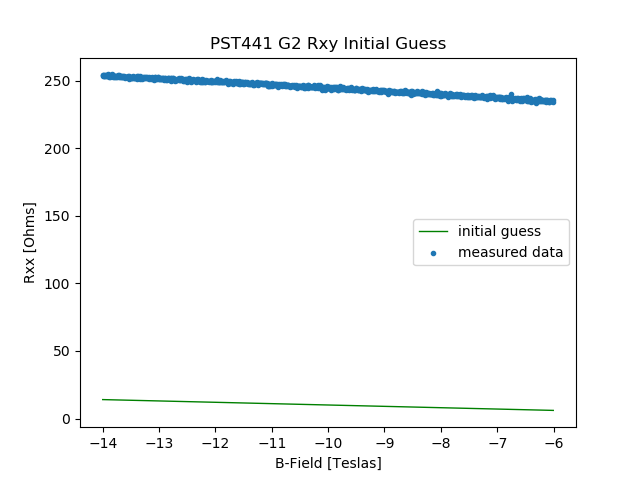 PST441 G2 Rxy Initial Guess
250
200
150
100
50
0
Rxx [Ohms]
initial guess
measured data
−14 −13 −12 −11 −10 −9 −8 −7 −6
B-Field [Teslas]